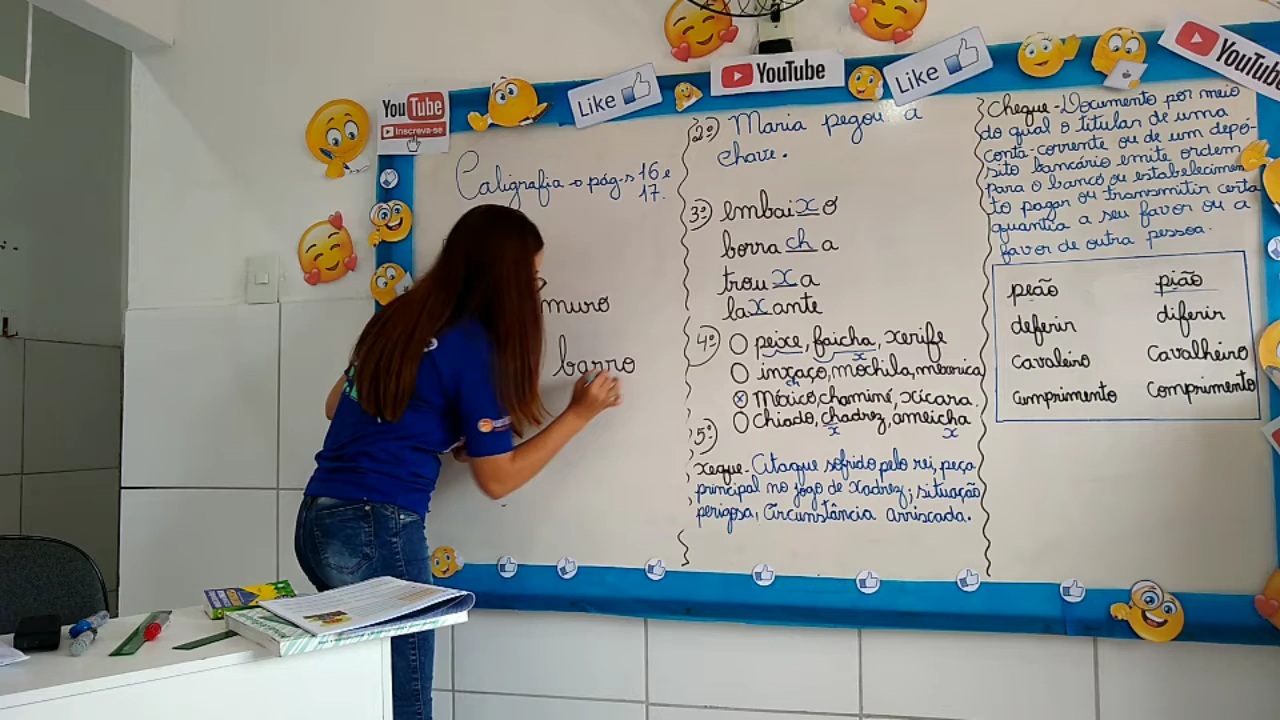 YouTube
Inscreva-se
Like
YouTube
Like
YouTube
Caligrafia → pág-s 16 e
17.
muro
barro
2º) Maria pegou a
chave.
3º) embaixo
borracha
trouxa
laxante
4º) peixe, faicha, xerife
x
inxaço, mochila, mexerica
ch
México, chaminé, xícara.
chiado, chadrez, ameicha
x x
5º)
Xeque - Ataque sofrido pelo rei, peça
principal no jogo de xadrez; situação
perigosa, circunstância arriscada.
Cheque - Documento por meio
do qual o titular de uma
conta-corrente ou de um depó-
sito bancário emite ordem
para o banco ou estabelecimen
to pagar ou transmitir certa
quantia a seu favor ou a
favor de outra pessoa.
peão pião
deferir diferir
cavaleiro Cavalheiro
cumprimento comprimento